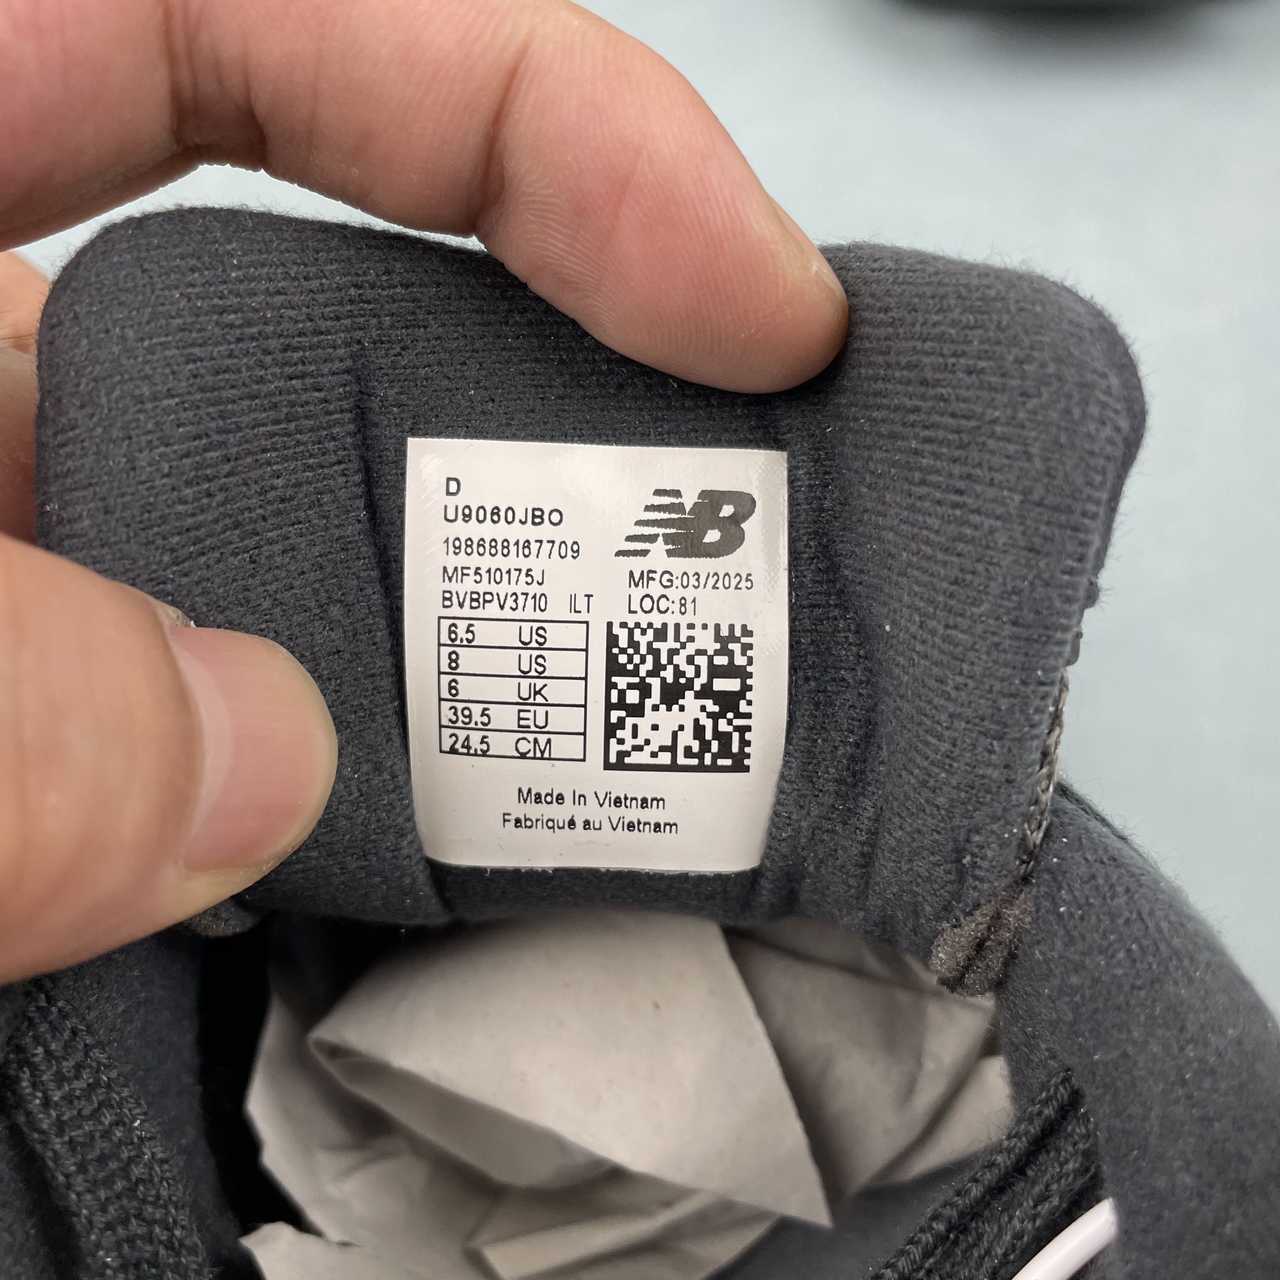 D
U9060JBO
198688167709
MF510175J
BVBPV3710 ILT
NB
MFG:03/2025
LOC:81
6.5 US
8 US
6 UK
39.5 EU
24.5 CM
Made In Vietnam
Fabriqué au Vietnam